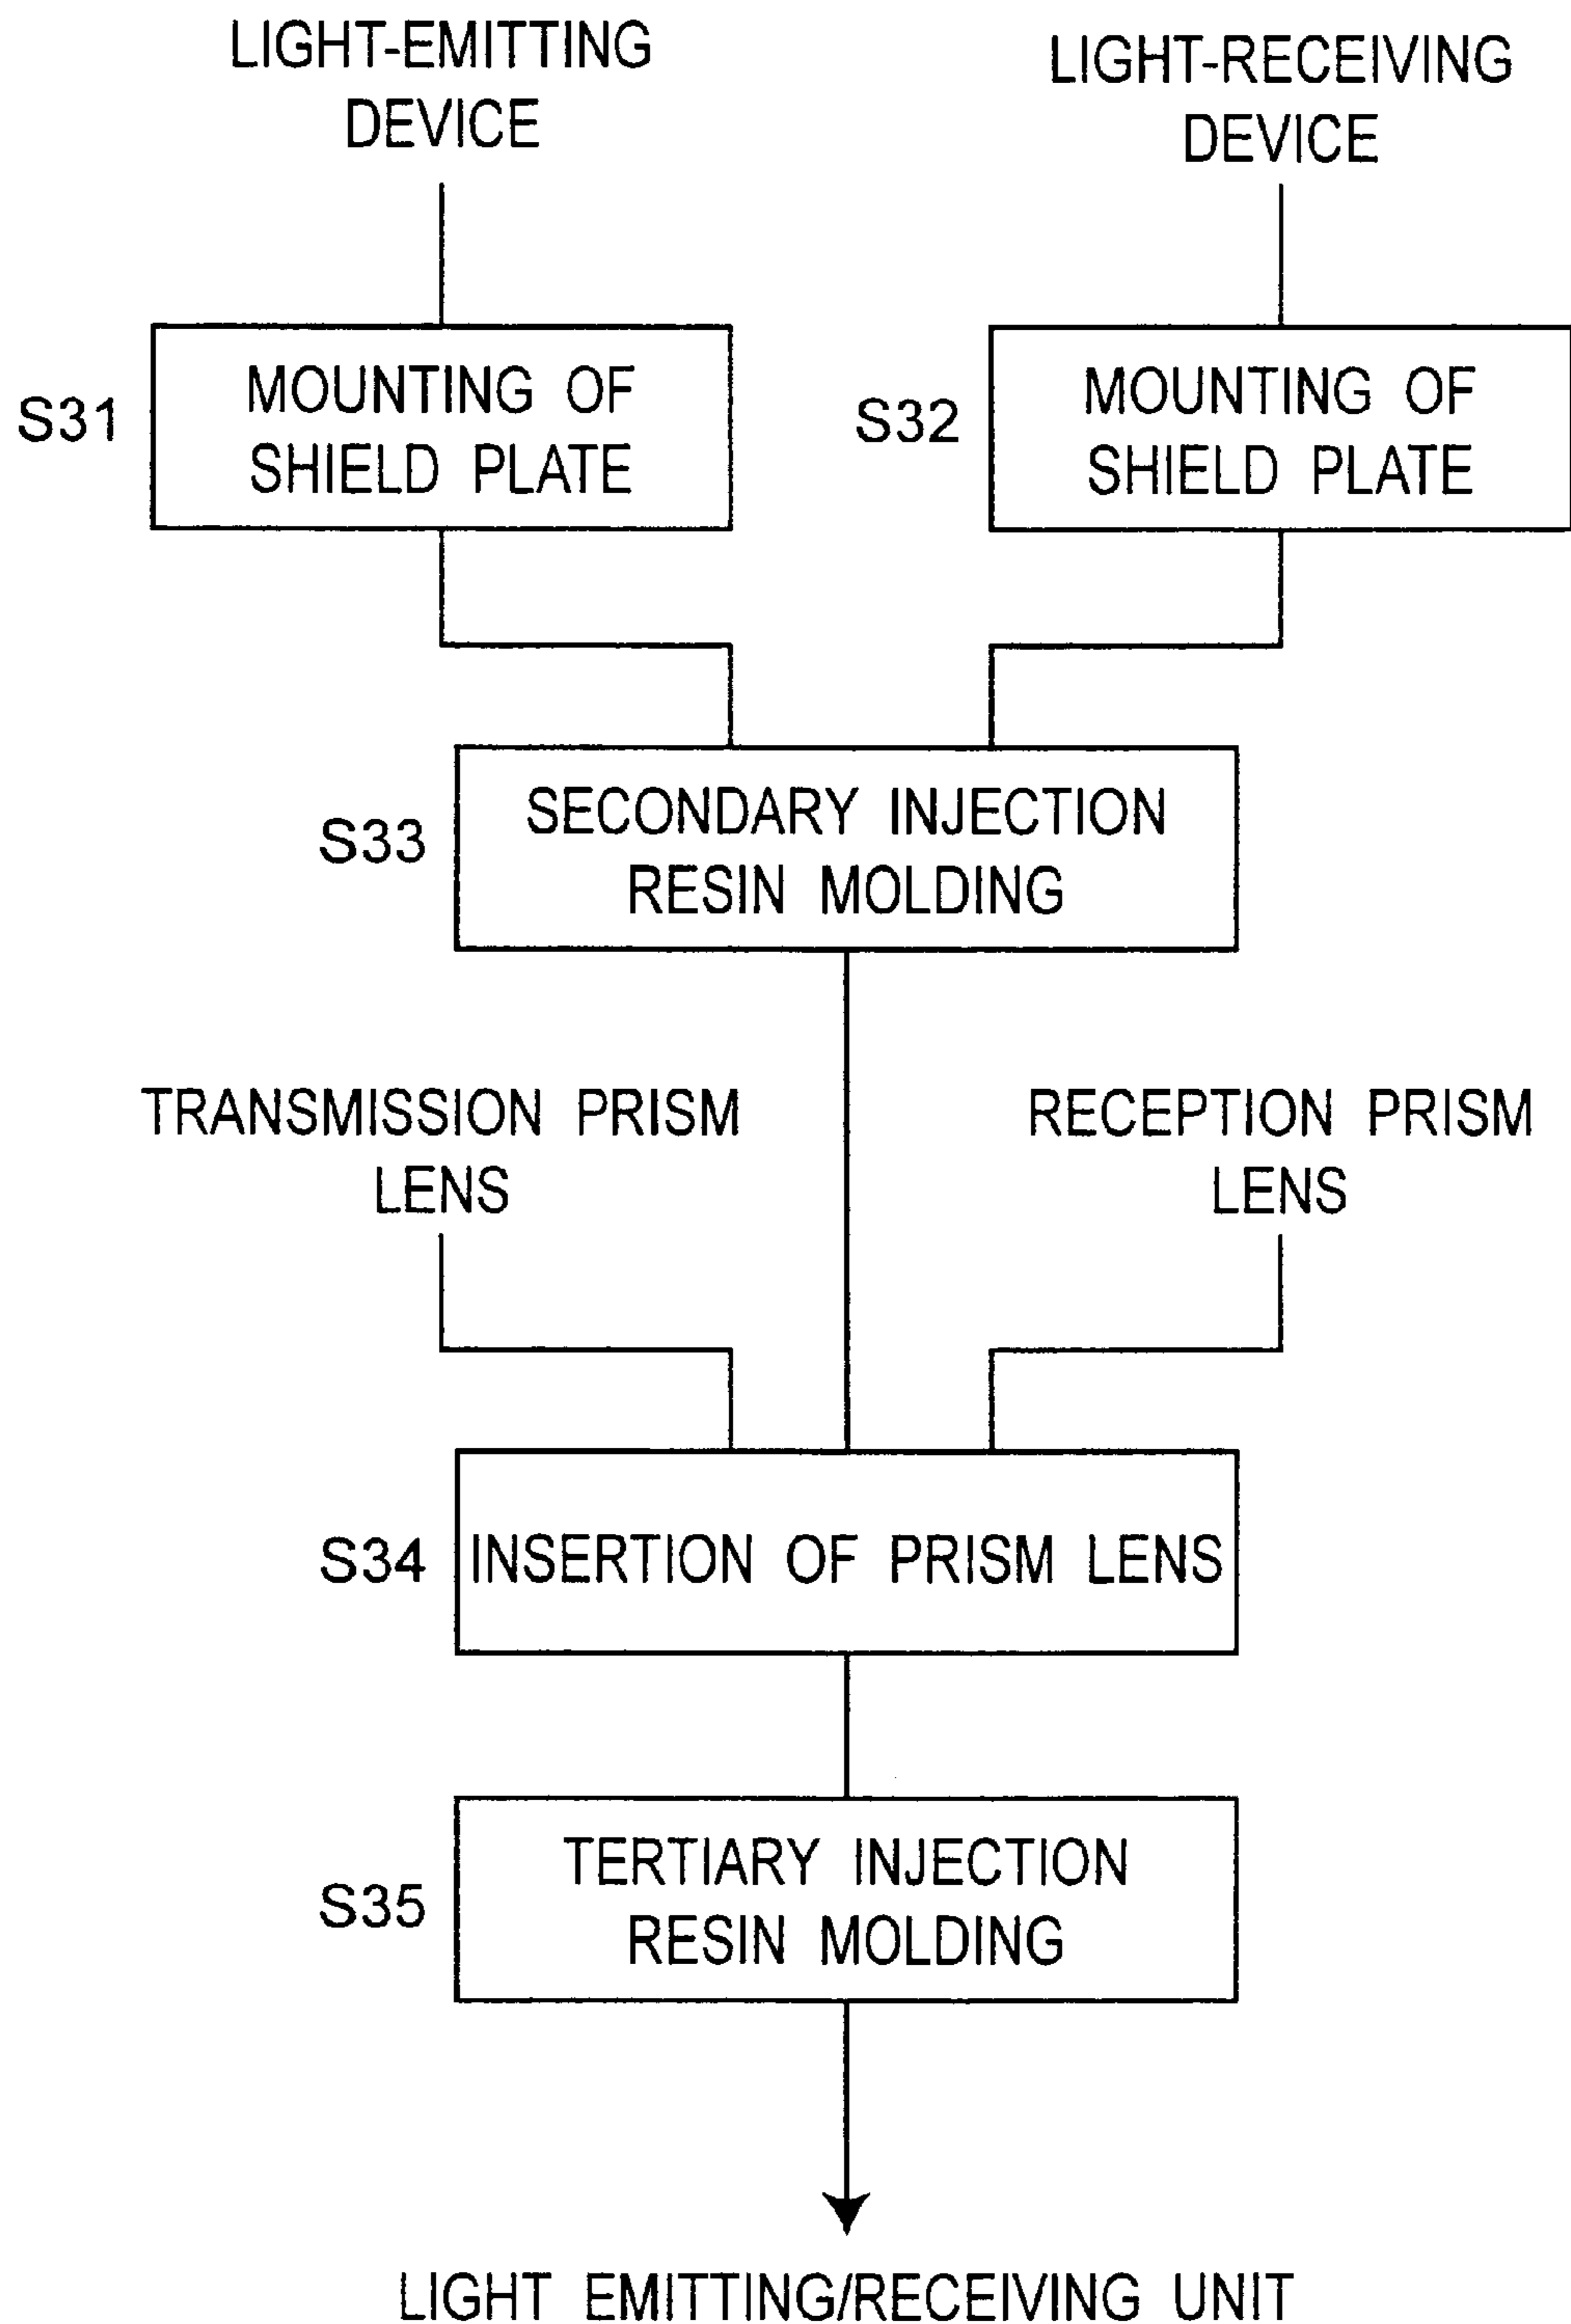 LIGHT-EMITTING
DEVICE
LIGHT-RECEIVING
DEVICE
S31
MOUNTING OF
SHIELD PLATE
S32
MOUNTING OF
SHIELD PLATE
S33
SECONDARY INJECTION
RESIN MOLDING
TRANSMISSION PRISM
LENS
RECEPTION PRISM
LENS
S34
INSERTION OF PRISM LENS
S35
TERTIARY INJECTION
RESIN MOLDING
LIGHT EMITTING/RECEIVING UNIT